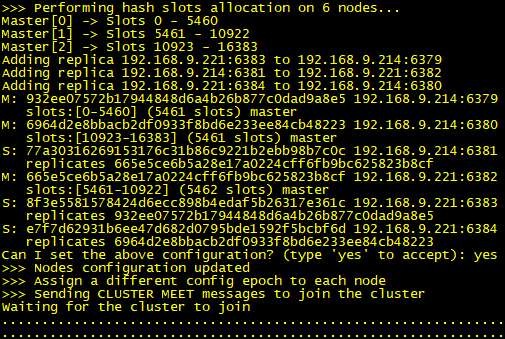 >>> Performing hash slots allocation on 6 nodes...
Master[0] -> Slots 0 - 5460
Master[1] -> Slots 5461 - 10922
Master[2] -> Slots 10923 - 16383
Adding replica 192.168.9.221:6383 to 192.168.9.214:6379
Adding replica 192.168.9.214:6381 to 192.168.9.221:6382
Adding replica 192.168.9.221:6384 to 192.168.9.214:6380
M: 932ee07572b17944848d6a4b26b877c0dad9a8e5 192.168.9.214:6379
slots:[0-5460] (5461 slots) master
M: 6964d2e8bbacb2df0933f8bd6e233ee84cb48223 192.168.9.214:6380
slots:[10923-16383] (5461 slots) master
S: 77a30316269153176c31b86c9221b2ebb98b7c0c 192.168.9.214:6381
replicates 665e5ce6b5a28e17a0224cff6fb9bc625823b8cf
M: 665e5ce6b5a28e17a0224cff6fb9bc625823b8cf 192.168.9.221:6382
slots:[5461-10922] (5462 slots) master
S: 8f3e5581578424d6ecc898b4edaf5b26317e361c 192.168.9.221:6383
replicates 932ee07572b17944848d6a4b26b877c0dad9a8e5
S: e7f7d62931b6ee47d682d0795bde1592f5bcbf6d 192.168.9.221:6384
replicates 6964d2e8bbacb2df0933f8bd6e233ee84cb48223
Can I set the above configuration? (type 'yes' to accept): yes
>>> Nodes configuration updated
>>> Assign a different config epoch to each node
>>> Sending CLUSTER MEET messages to join the cluster
Waiting for the cluster to join
...............................................................
...............................................................